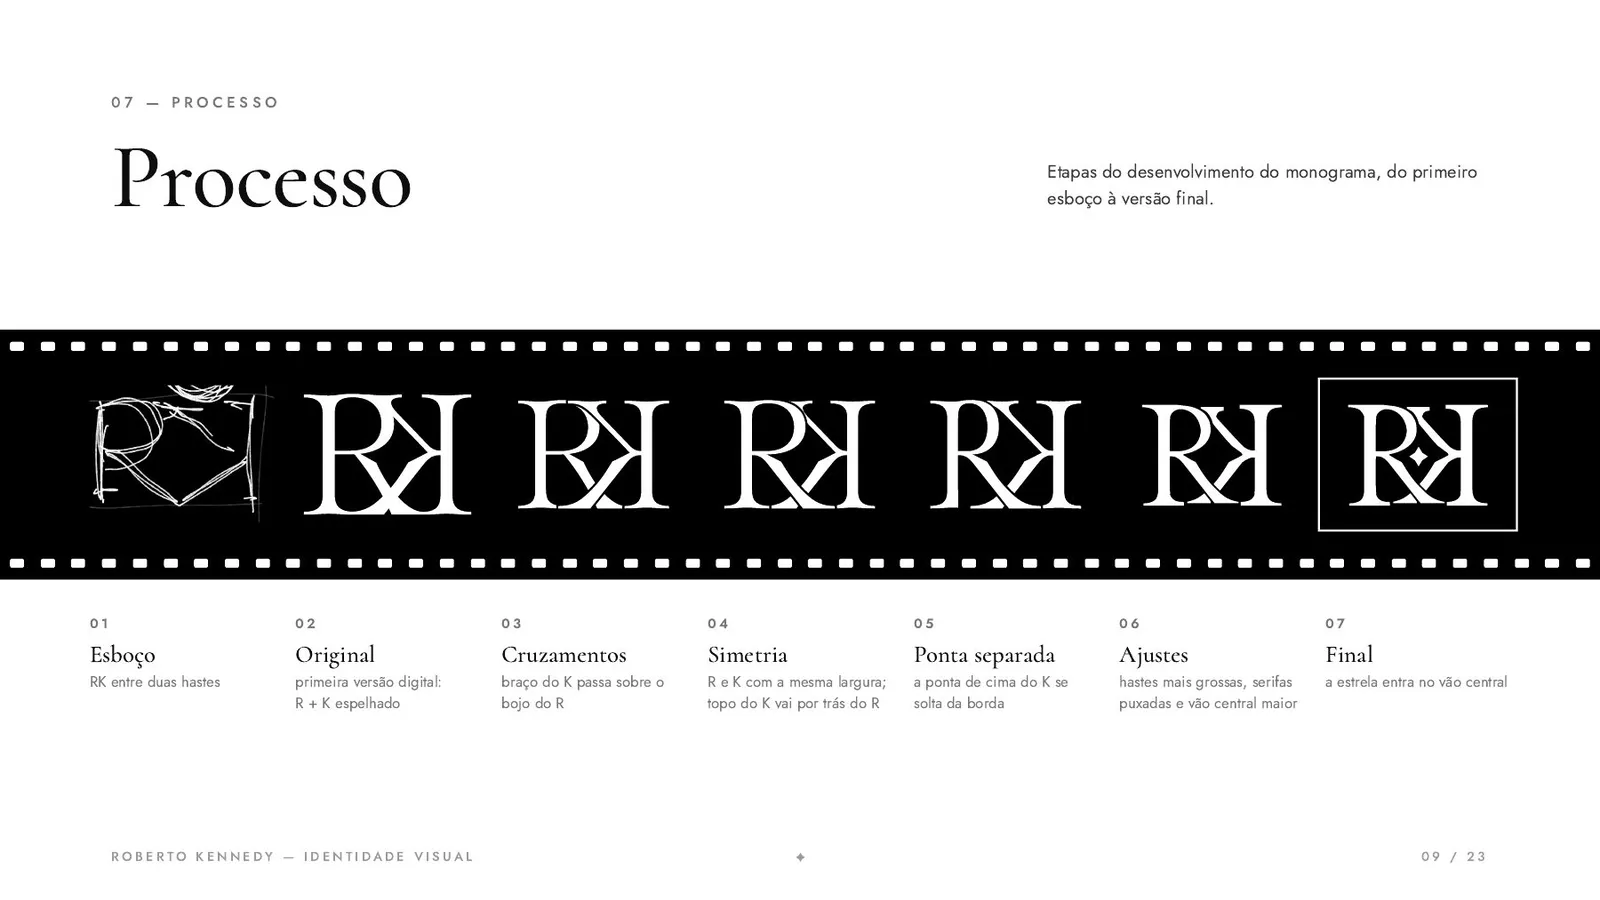 07 — PROCESSO
Processo
Etapas do desenvolvimento do monograma, do primeiro
esboço à versão final.
01
Esboço
RK entre duas hastes
02
Original
primeira versão digital:
R + K espelhado
03
Cruzamentos
braço do K passa sobre o
bojo do R
04
Simetria
R e K com a mesma largura;
topo do K vai por trás do R
05
Ponta separada
a ponta de cima do K se
solta da borda
06
Ajustes
hastes mais grossas, serifas
puxadas e vão central maior
07
Final
a estrela entra no vão central
ROBERTO KENNEDY — IDENTIDADE VISUAL
09 / 23